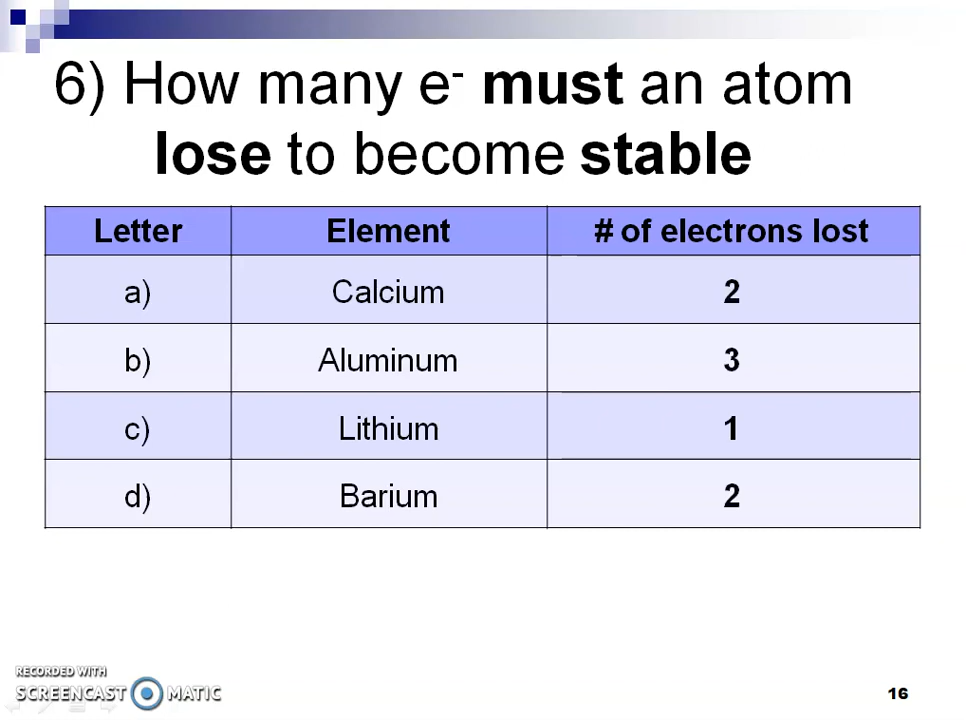 6) How many e- must an atom
lose to become stable
Letter Element # of electrons lost
a) Calcium 2
b) Aluminum 3
c) Lithium 1
d) Barium 2
RECORDED WITH
SCREENCAST MATIC
16